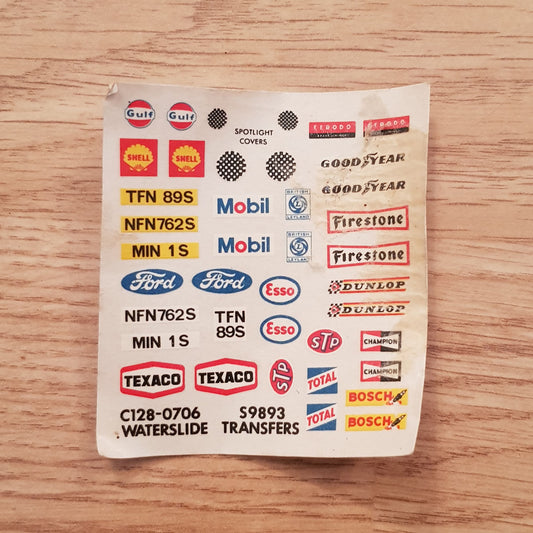 Gulf
Gulf
SPOTLIGHT
COVERS
FERODO
FERODO
SHELL
SHELL
GOODYEAR
GOODYEAR
TFN 89S
NFN762S
MIN 1S
Mobil
Mobil
BRITISH
LEYLAND
BRITISH
LEYLAND
Firestone
Firestone
Ford
Ford
Esso
Esso
DUNLOP
DUNLOP
NFN762S
MIN 1S
TFN
89S
STP
CHAMPION
CHAMPION
TEXACO
TEXACO
STP
TOTAL
TOTAL
BOSCH
BOSCH
C128-0706 S9893
WATERSLIDE TRANSFERS